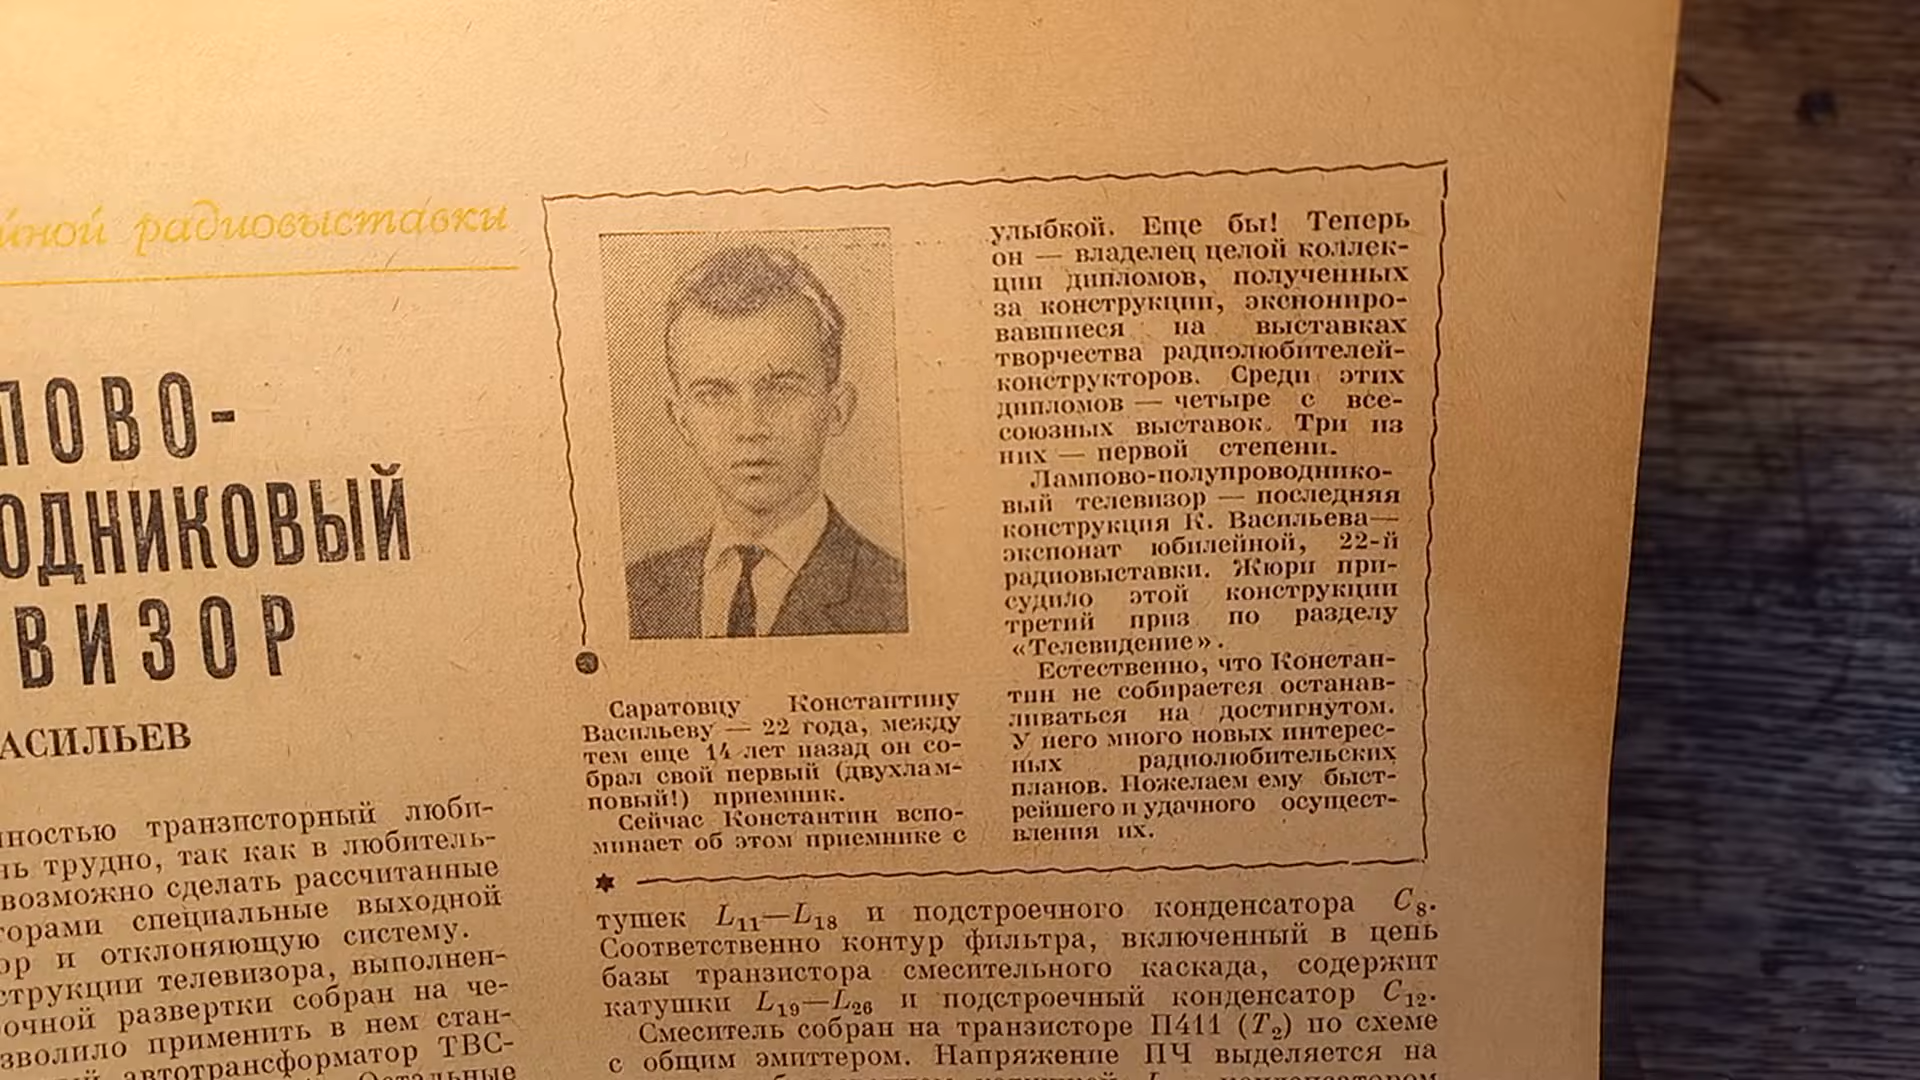 йной радиовыставки
ПОВО-
ОДНИКОВЫЙ
ВИЗОР
АСИЛЬЕВ
ностью транзисторный люби-
нь трудно, так как в любитель-
возможно сделать рассчитанные
торами специальные выходной
ор и отклоняющую систему.
струкции телевизора, выполнен-
очной развертки собран на че-
зволило применить в нем стан-
автотрансформатор ТВС-
Остальные
Саратовцу Константину
Васильеву — 22 года, между
тем еще 14 лет назад он со-
брал свой первый (двухлам-
повый!) приемник.
Сейчас Константин вспо-
минает об этом приемнике с
улыбкой. Еще бы! Теперь
он — владелец целой коллек-
ции дипломов, полученных
за конструкции, экспониро-
вавшиеся на выставках
творчества радиолюбителей-
конструкторов. Среди этих
дипломов — четыре с все-
союзных выставок. Три из
них — первой степени.
Лампово-полупроводнико-
вый телевизор — последняя
конструкция К. Васильева—
экспонат юбилейной, 22-й
радиовыставки. Жюри при-
судило этой конструкции
третий приз по разделу
«Телевидение».
Естественно, что Констан-
тин не собирается останав-
ливаться на достигнутом.
У него много новых интерес-
ных радиолюбительских
планов. Пожелаем ему быст-
рейшего и удачного осущест-
вления их.
тушек L11—L18 и подстроечного конденсатора C8.
Соответственно контур фильтра, включенный в цепь
базы транзистора смесительного каскада, содержит
катушки L19—L26 и подстроечный конденсатор C12.
Смеситель собран на транзисторе П411 (T2) по схеме
с общим эмиттером. Напряжение ПЧ выделяется на